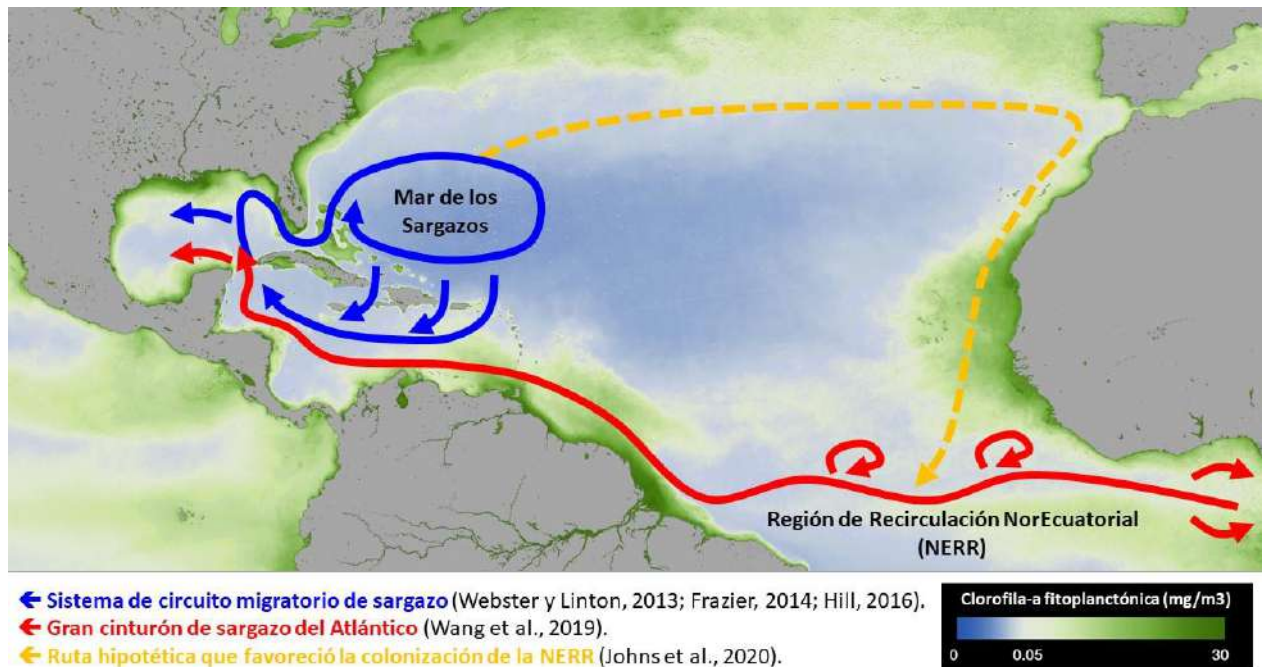 Mar de los
Sargazos
Región de Recirculación NorEcuatorial
(NERR)
Sistema de circuito migratorio de sargazo (Webster y Linton, 2013; Frazier, 2014; Hill, 2016).
Gran cinturón de sargazo del Atlántico (Wang et al., 2019).
Ruta hipotética que favoreció la colonización de la NERR (Johns et al., 2020).
Clorofila-a fitoplanctónica (mg/m3)
0 0.05 30